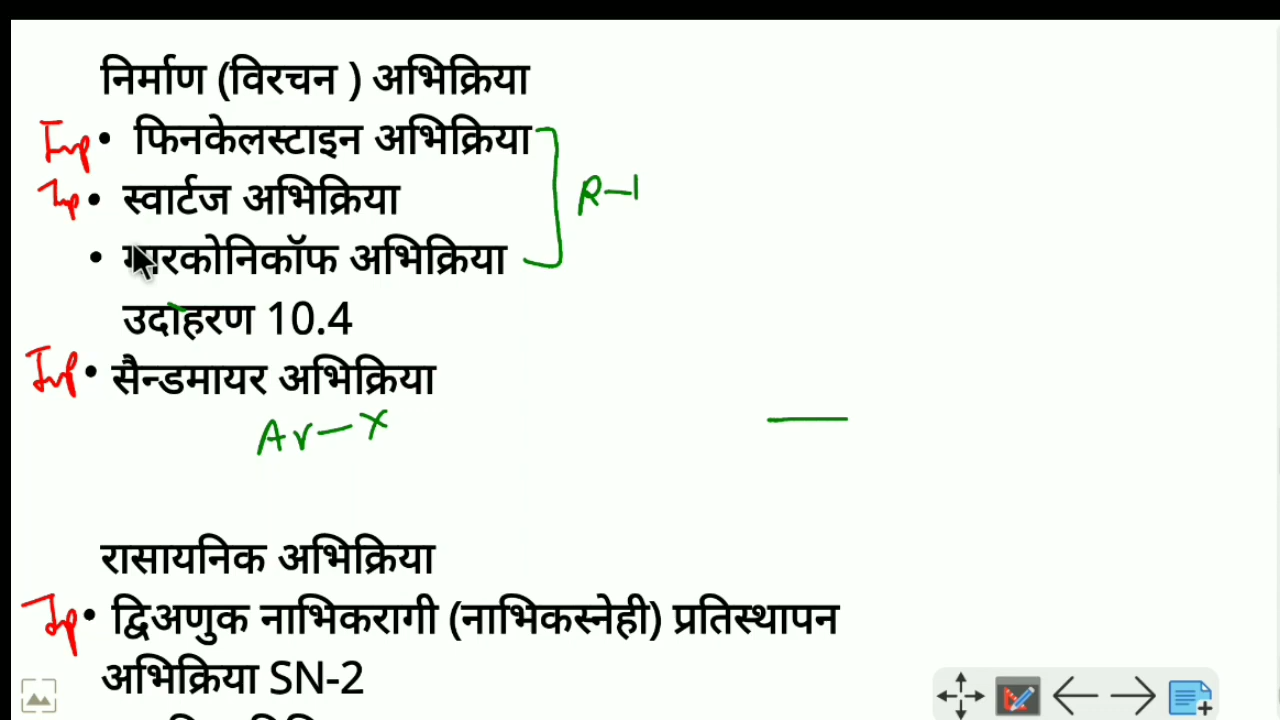 निर्माण (विरचन ) अभिक्रिया
Imp • फिनकेलस्टाइन अभिक्रिया
Imp • स्वार्टज अभिक्रिया
R-I
• मारकोनिकॉफ अभिक्रिया
उदाहरण 10.4
Imp • सैन्डमायर अभिक्रिया
Ar-X
रासायनिक अभिक्रिया
Imp • द्विअणुक नाभिकरागी (नाभिकस्नेही) प्रतिस्थापन
अभिक्रिया SN-2